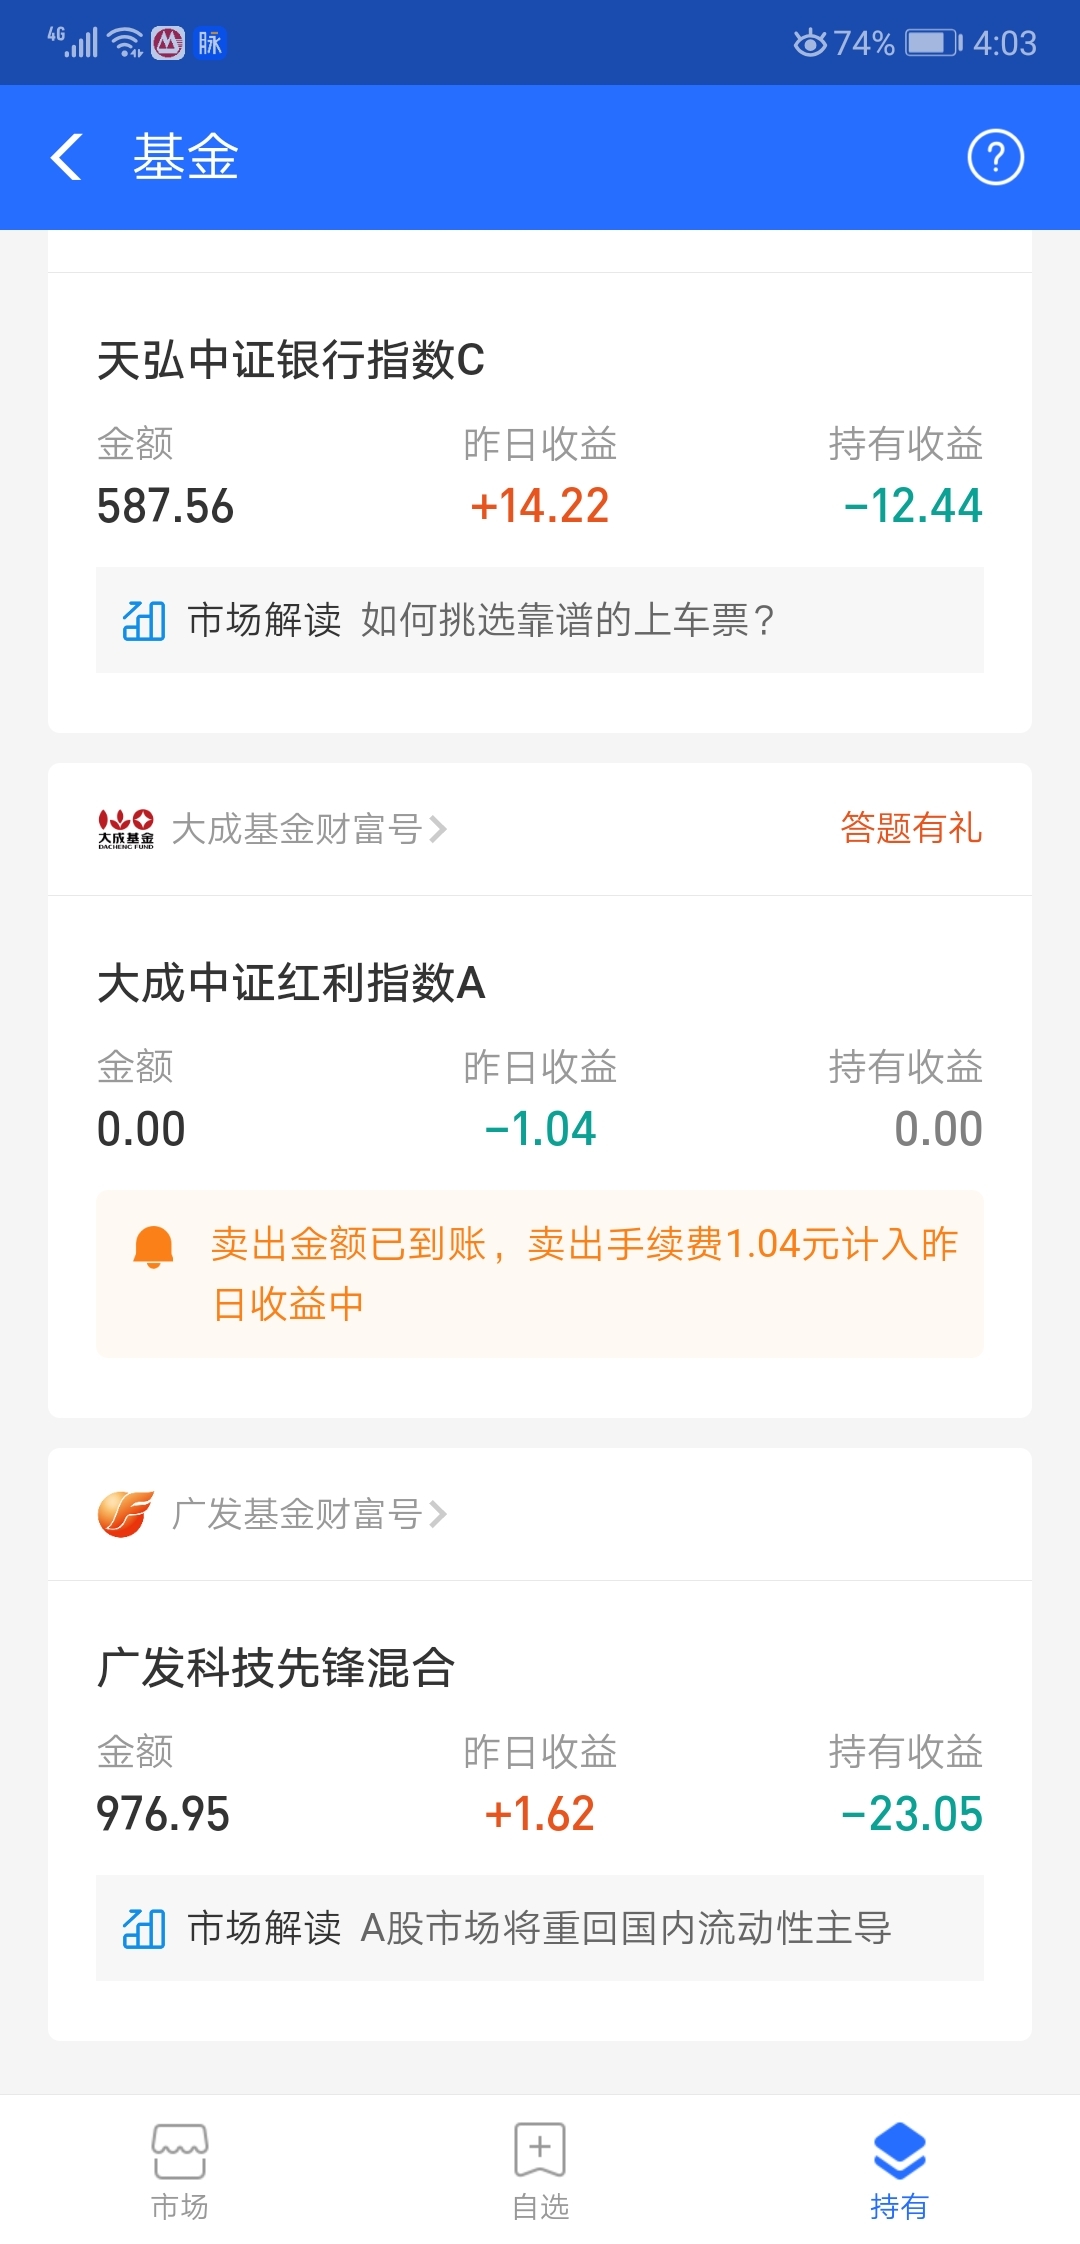 4G 脉 74% 4:03
基金 ?
天弘中证银行指数C
金额 昨日收益 持有收益
587.56 +14.22 -12.44
市场解读 如何挑选靠谱的上车票?
大成基金 DACHENG FUND 大成基金财富号 答题有礼
大成中证红利指数A
金额 昨日收益 持有收益
0.00 -1.04 0.00
卖出金额已到账，卖出手续费1.04元计入昨
日收益中
广发基金财富号
广发科技先锋混合
金额 昨日收益 持有收益
976.95 +1.62 -23.05
市场解读 A股市场将重回国内流动性主导
市场 自选 持有